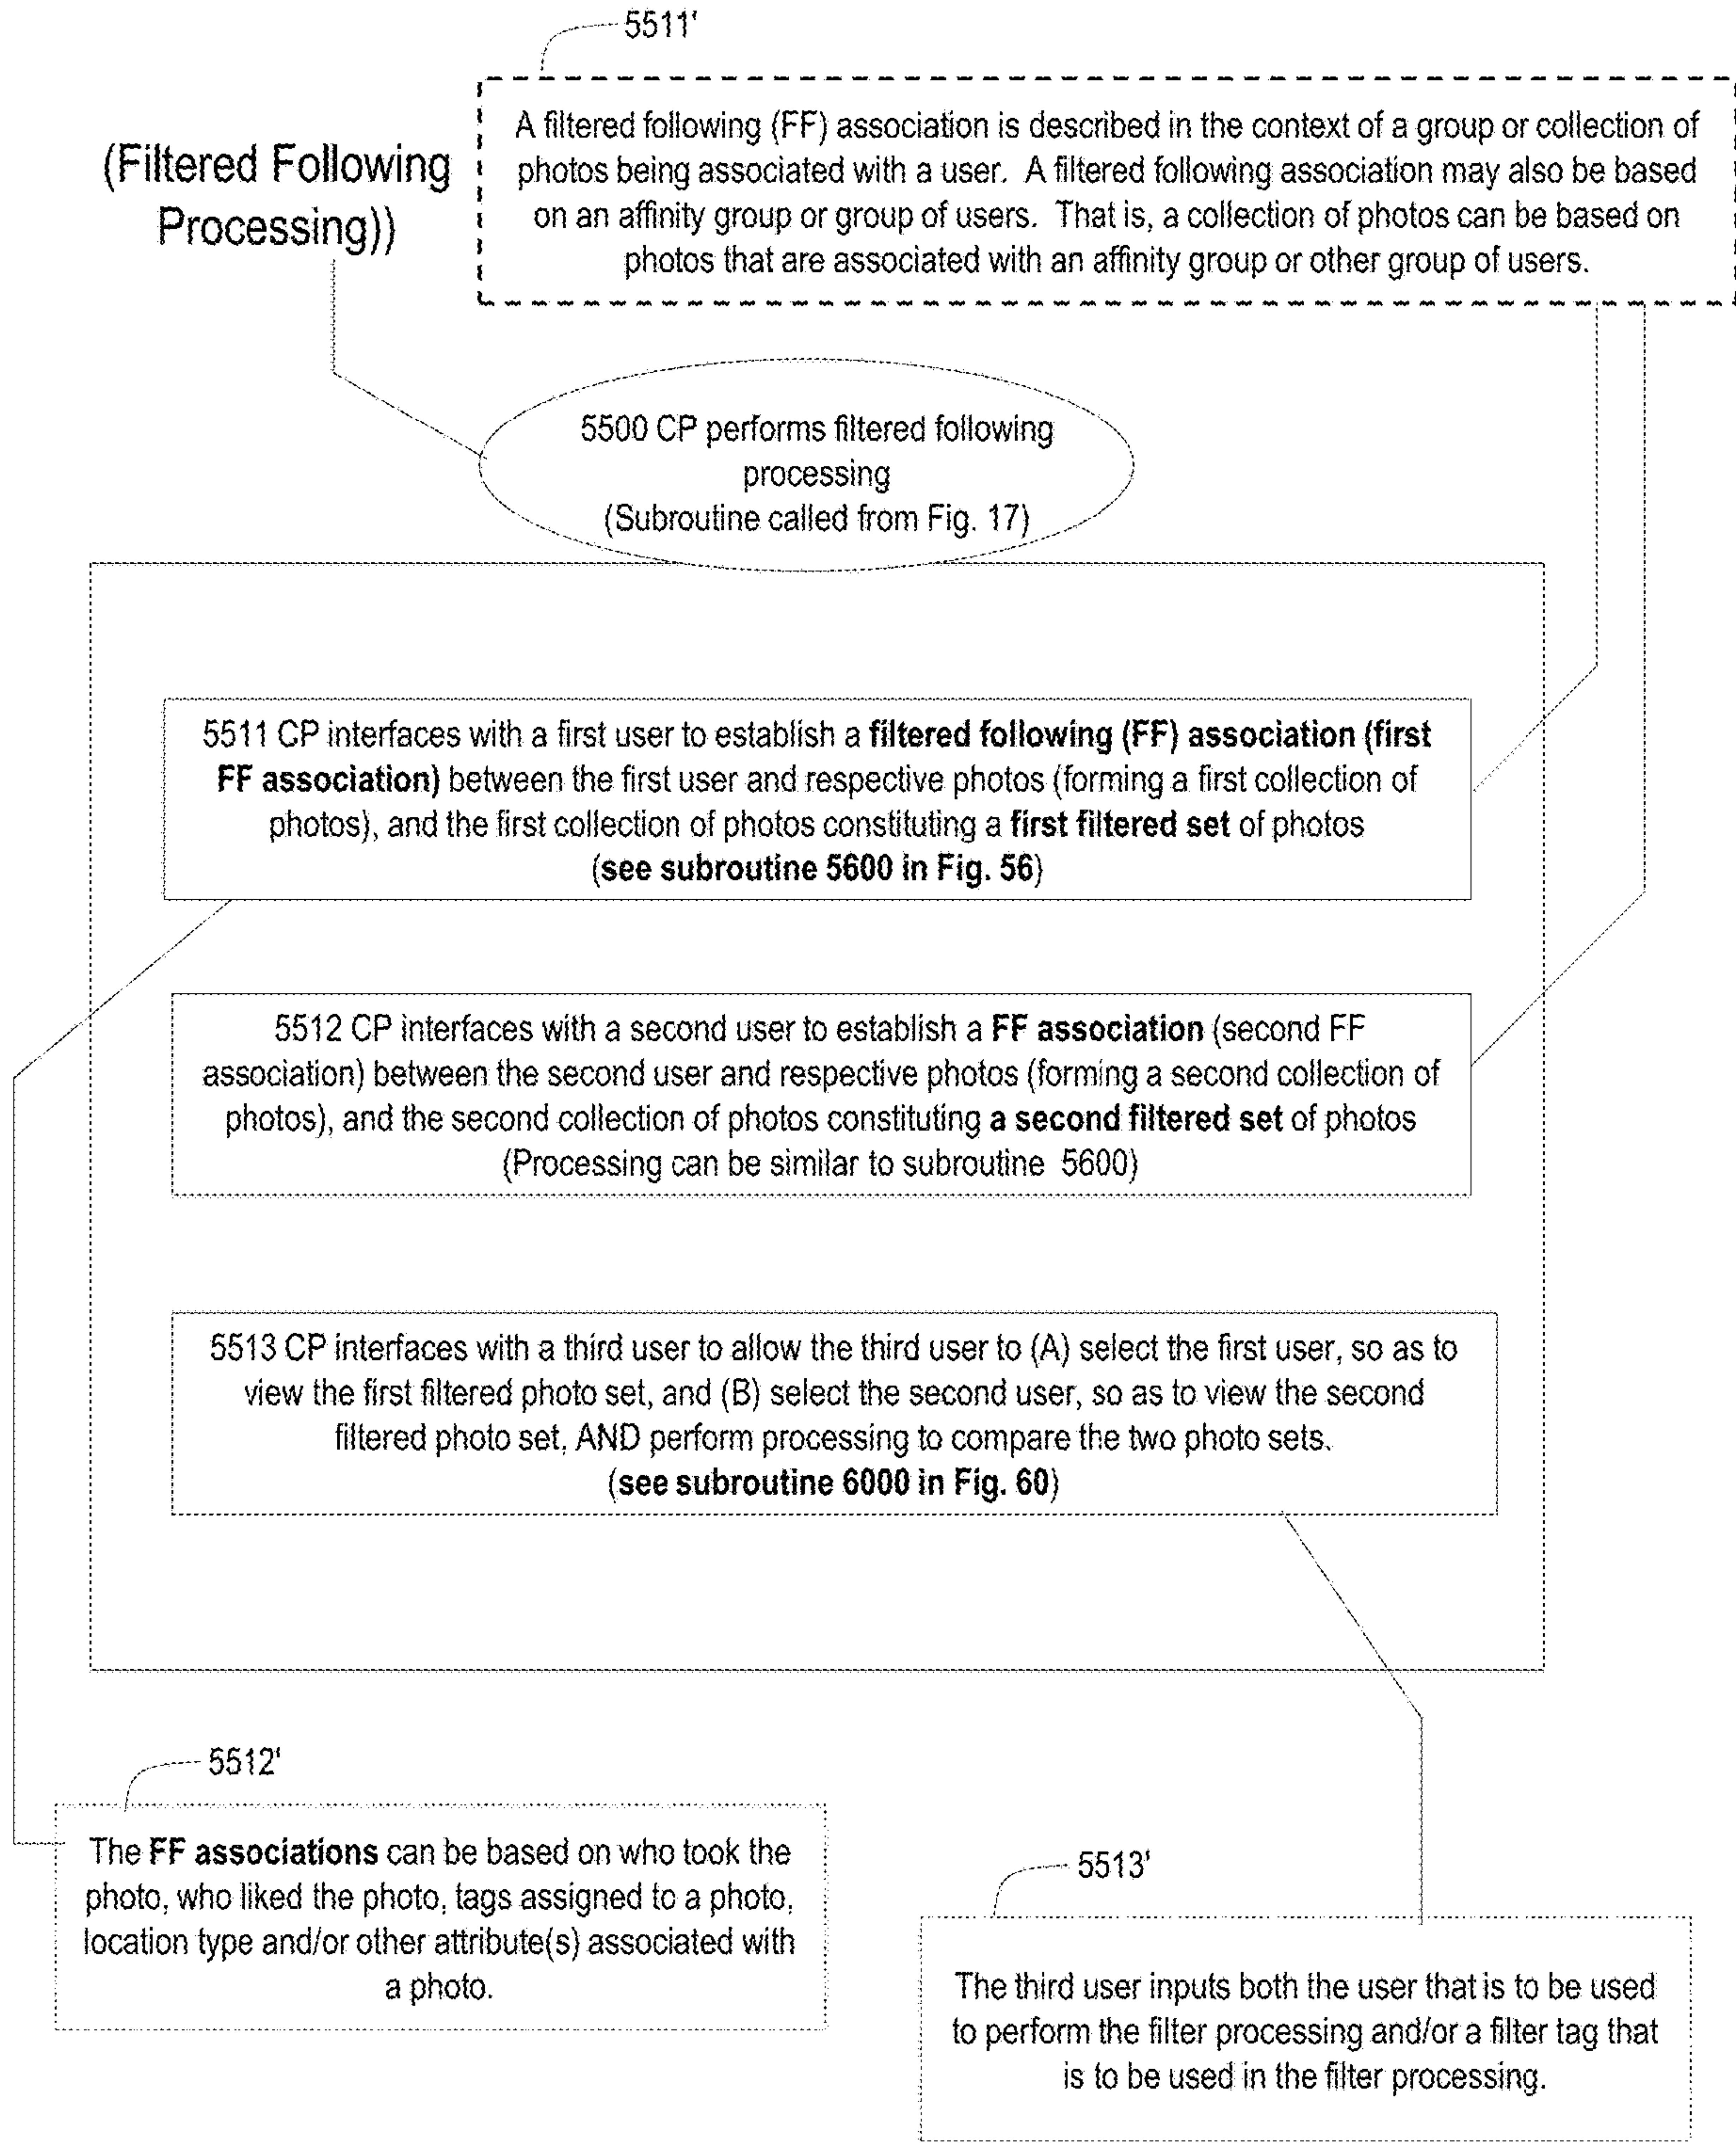 5511'
A filtered following (FF) association is described in the context of a group or collection of
photos being associated with a user. A filtered following association may also be based
on an affinity group or group of users. That is, a collection of photos can be based on
photos that are associated with an affinity group or other group of users.
(Filtered Following
Processing))
5500 CP performs filtered following
processing
(Subroutine called from Fig. 17)
5511 CP interfaces with a first user to establish a filtered following (FF) association (first
FF association) between the first user and respective photos (forming a first collection of
photos), and the first collection of photos constituting a first filtered set of photos
(see subroutine 5600 in Fig. 56)
5512 CP interfaces with a second user to establish a FF association (second FF
association) between the second user and respective photos (forming a second collection of
photos), and the second collection of photos constituting a second filtered set of photos
(Processing can be similar to subroutine 5600)
5513 CP interfaces with a third user to allow the third user to (A) select the first user, so as to
view the first filtered photo set, and (B) select the second user, so as to view the second
filtered photo set, AND perform processing to compare the two photo sets.
(see subroutine 6000 in Fig. 60)
5512'
The FF associations can be based on who took the
photo, who liked the photo, tags assigned to a photo,
location type and/or other attribute(s) associated with
a photo.
5513'
The third user inputs both the user that is to be used
to perform the filter processing and/or a filter tag that
is to be used in the filter processing.